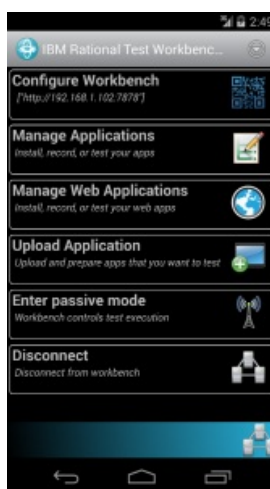 2:49
IBM Rational Test Workbenc...
Configure Workbench
["http://192.168.1.102:7878"]
Manage Applications
Install, record, or test your apps
Manage Web Applications
Install, record, or test your web apps
Upload Application
Upload and prepare apps that you want to test
Enter passive mode
Workbench controls test execution
Disconnect
Disconnect from workbench